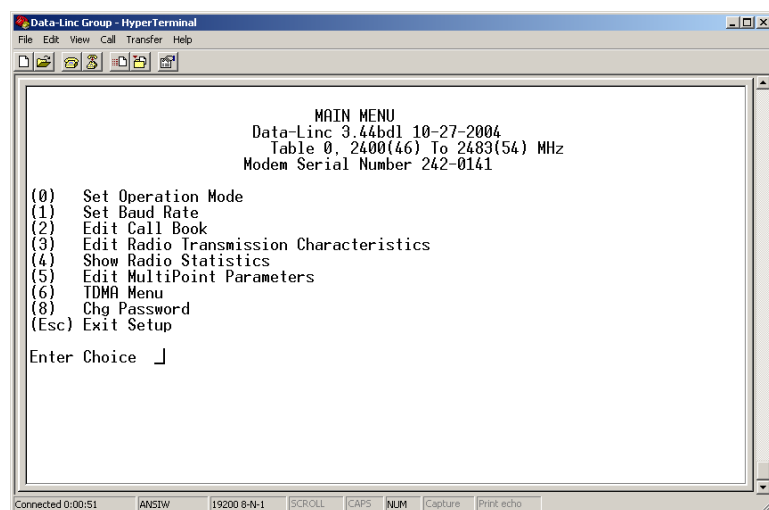 Data-Linc Group - HyperTerminal
File Edit View Call Transfer Help
MAIN MENU
Data-Linc 3.44bdl 10-27-2004
Table 0, 2400(46) To 2483(54) MHz
Modem Serial Number 242-0141
(0) Set Operation Mode
(1) Set Baud Rate
(2) Edit Call Book
(3) Edit Radio Transmission Characteristics
(4) Show Radio Statistics
(5) Edit MultiPoint Parameters
(6) TDMA Menu
(8) Chg Password
(Esc) Exit Setup
Enter Choice _
Connected 0:00:51 ANSIW 19200 8-N-1 SCROLL CAPS NUM Capture Print echo